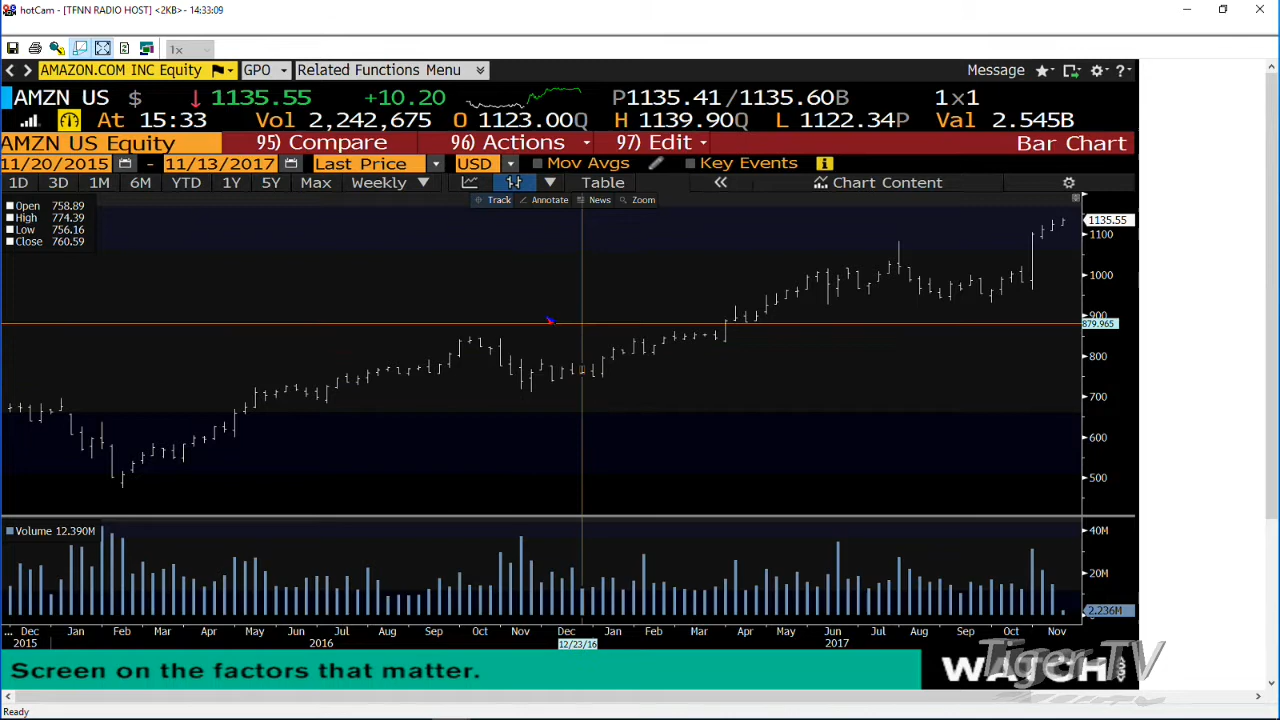 hotCam - [TFNN RADIO HOST] <2KB> - 14:33:09
1x
AMAZON.COM INC Equity GPO Related Functions Menu Message
AMZN US $ ↓ 1135.55 +10.20 P1135.41/1135.60B 1x1
At 15:33 Vol 2,242,675 O 1123.00Q H 1139.90Q L 1122.34P Val 2.545B
AMZN US Equity 95) Compare 96) Actions 97) Edit Bar Chart
11/20/2015 - 11/13/2017 Last Price USD Mov Avgs Key Events
1D 3D 1M 6M YTD 1Y 5Y Max Weekly Table Chart Content
Track Annotate News Zoom
Open 758.89
High 774.39
Low 756.16
Close 760.59
1135.55
1100
1000
900
879.965
800
700
600
500
Volume 12.390M
40M
20M
2.236M
0
... Dec Jan Feb Mar Apr May Jun Jul Aug Sep Oct Nov Dec Jan Feb Mar Apr May Jun Jul Aug Sep Oct Nov
2015 2016 12/23/16 2017
Screen on the factors that matter. WATCH
Tiger TV
Ready